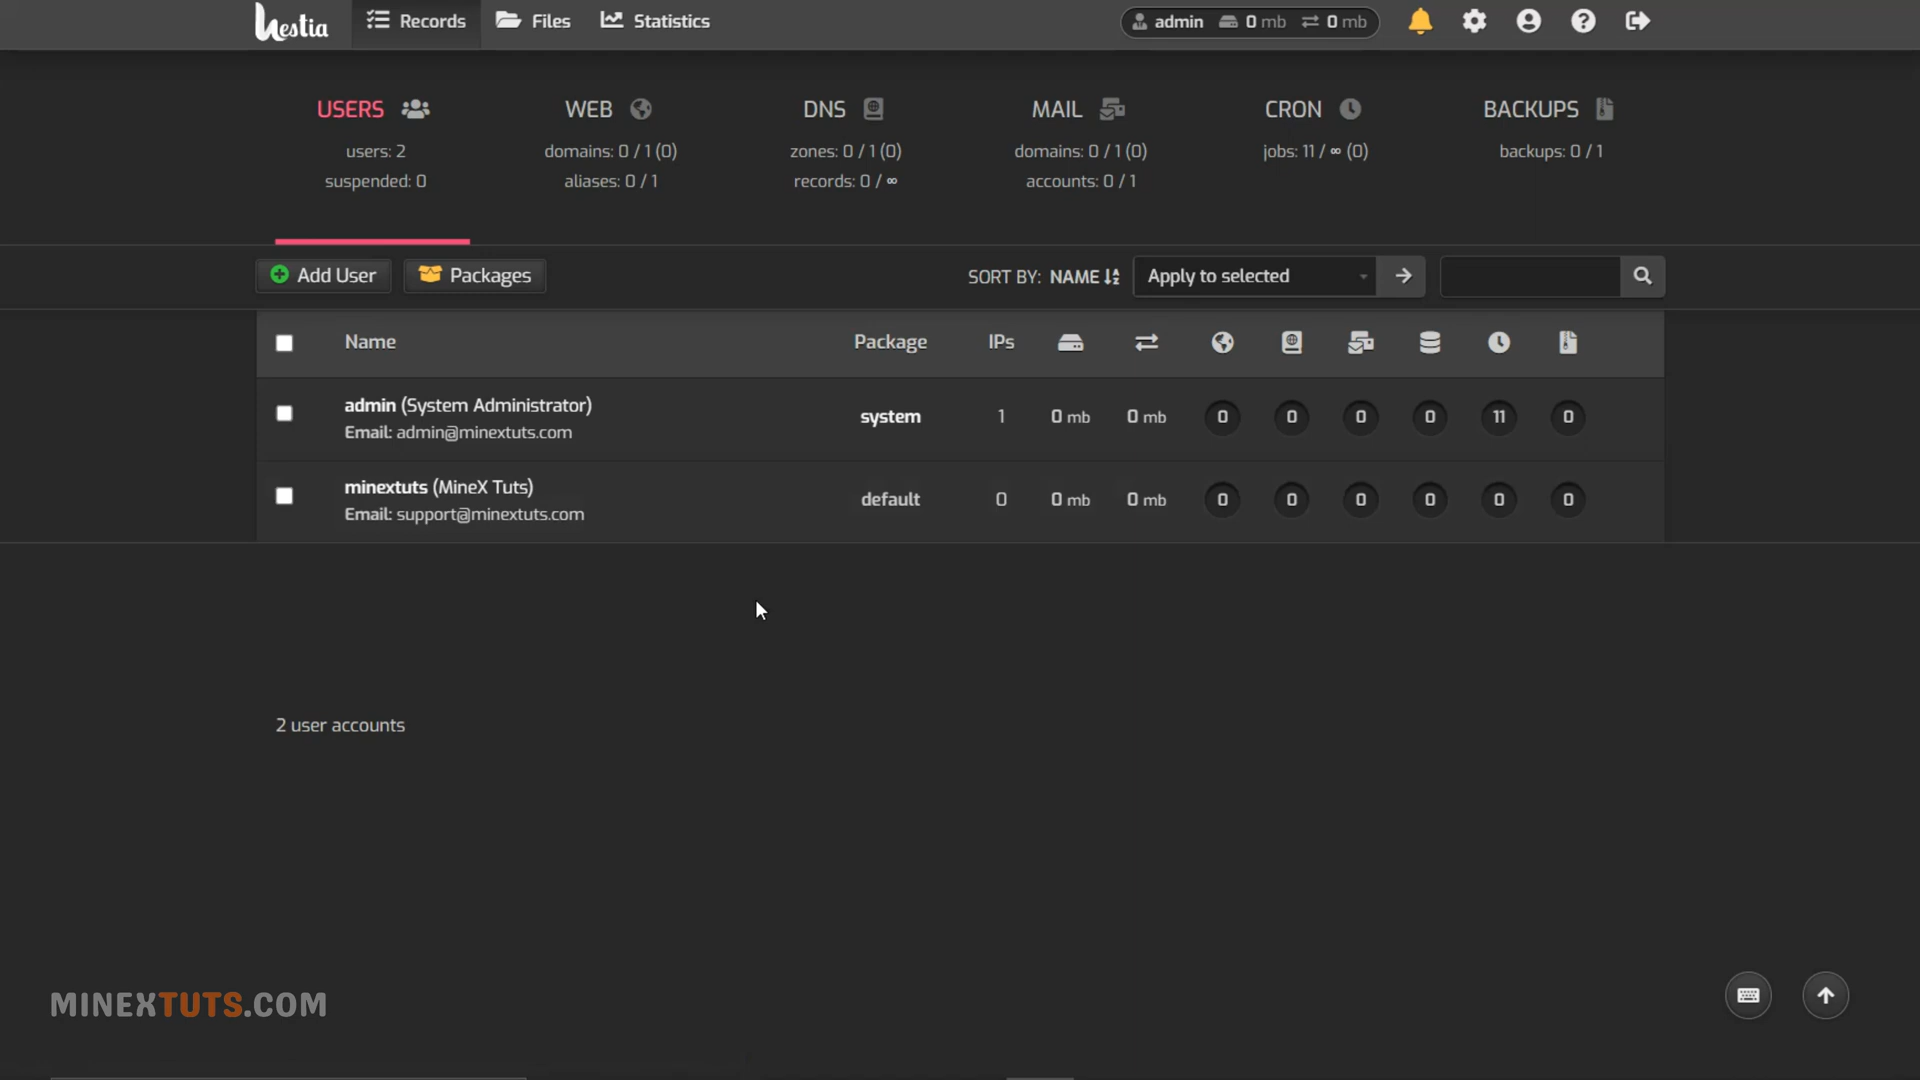 Hestia Records Files Statistics admin 0 mb 0 mb
USERS WEB DNS MAIL CRON BACKUPS
users: 2 domains: 0 / 1 (0) zones: 0 / 1 (0) domains: 0 / 1 (0) jobs: 11 / ∞ (0) backups: 0 / 1
suspended: 0 aliases: 0 / 1 records: 0 / ∞ accounts: 0 / 1
Add User Packages SORT BY: NAME Apply to selected
Name Package IPs
admin (System Administrator) system 1 0 mb 0 mb 0 0 0 0 11 0
Email: admin@minextuts.com
minextuts (MineX Tuts) default 0 0 mb 0 mb 0 0 0 0 0 0
Email: support@minextuts.com
2 user accounts
MINEXTUTS.COM